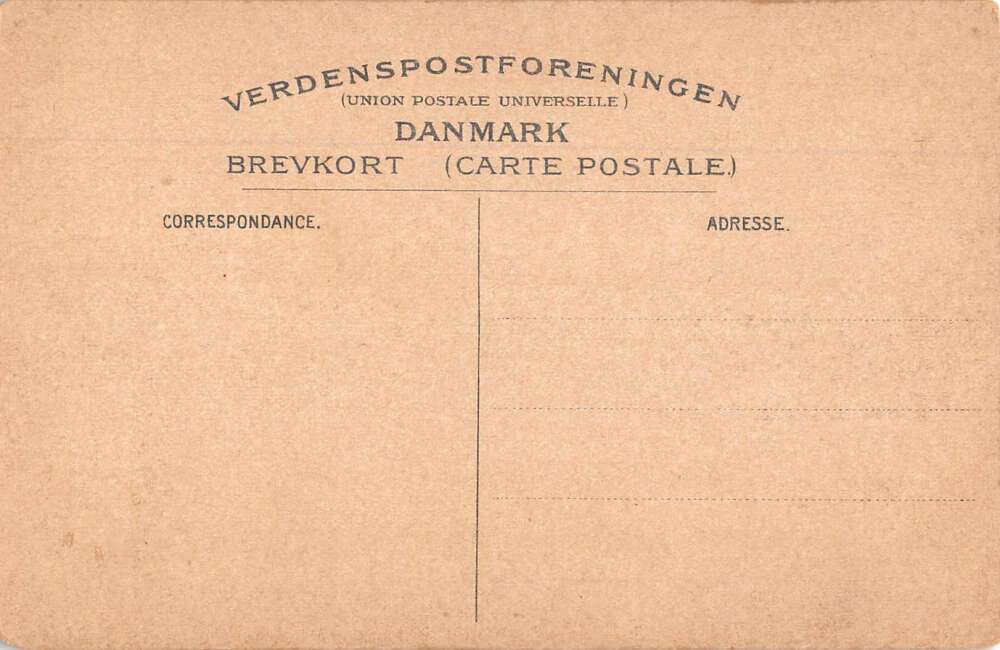 VERDENSPOSTFORENINGEN
(UNION POSTALE UNIVERSELLE)
DANMARK
BREVKORT (CARTE POSTALE.)
CORRESPONDANCE.
ADRESSE.